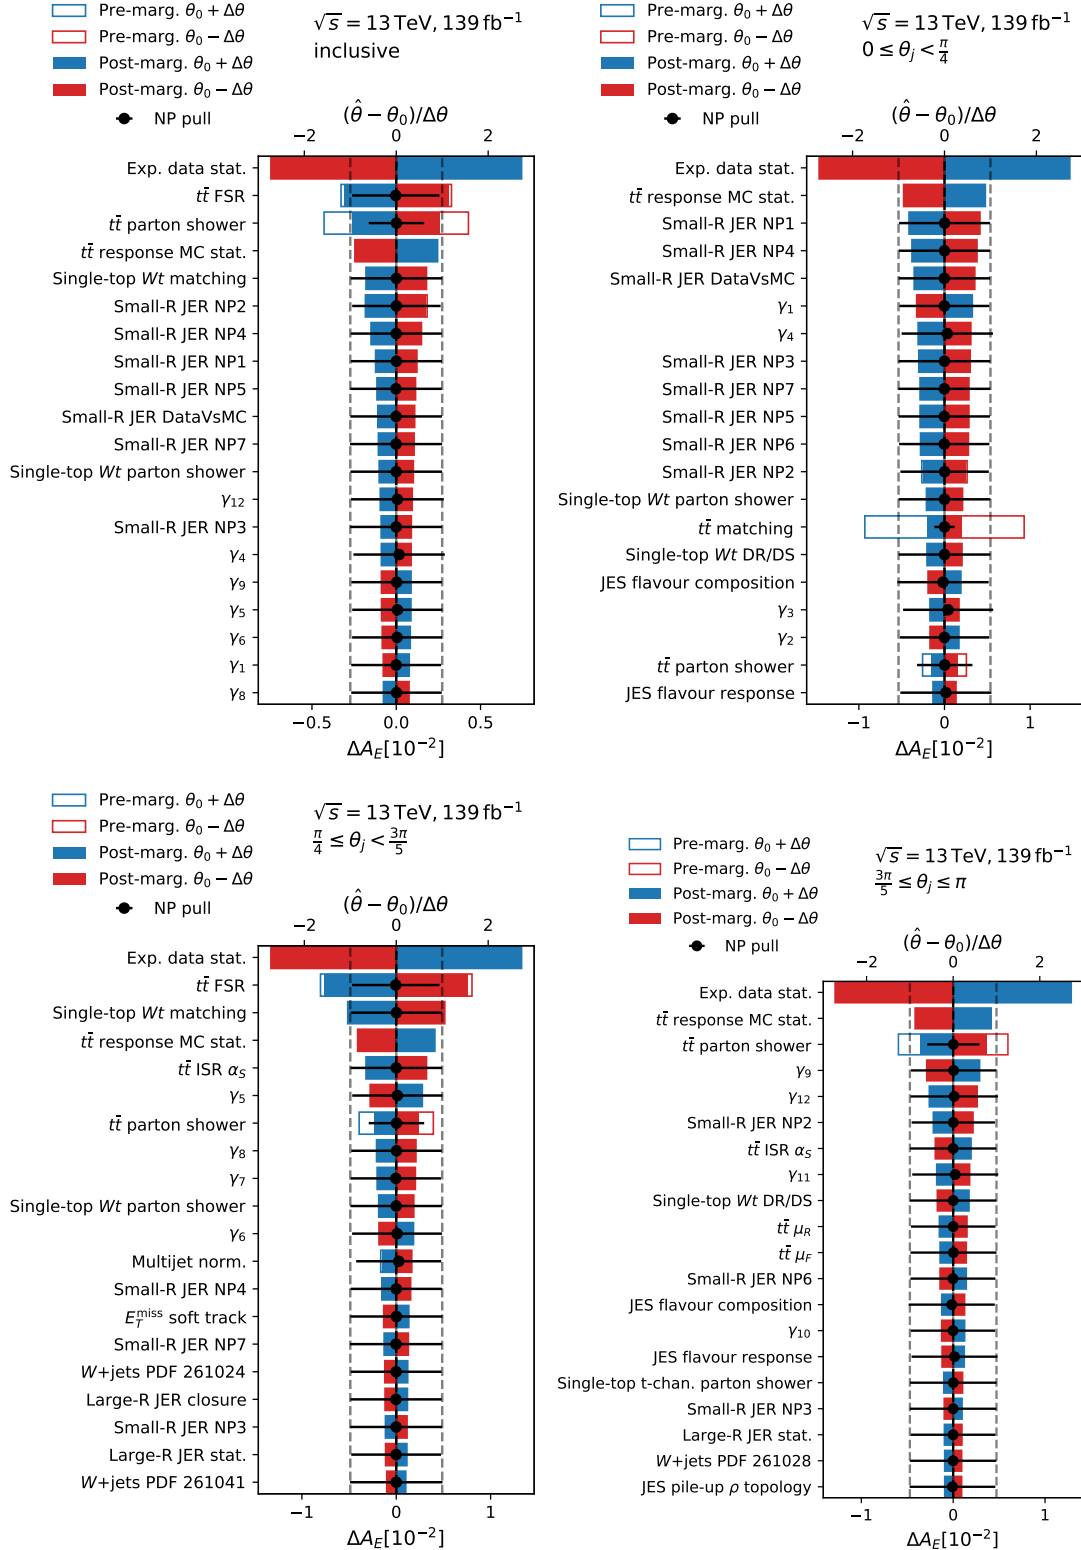 Pre-marg. θ₀ + Δθ
Pre-marg. θ₀ − Δθ
Post-marg. θ₀ + Δθ
Post-marg. θ₀ − Δθ
NP pull
√s = 13 TeV, 139 fb⁻¹
inclusive
(θ̂ − θ₀)/Δθ
−2 0 2
Exp. data stat.
tt̄ FSR
tt̄ parton shower
tt̄ response MC stat.
Single-top Wt matching
Small-R JER NP2
Small-R JER NP4
Small-R JER NP1
Small-R JER NP5
Small-R JER DataVsMC
Small-R JER NP7
Single-top Wt parton shower
γ₁₂
Small-R JER NP3
γ₄
γ₉
γ₅
γ₆
γ₁
γ₈
−0.5 0.0 0.5
ΔA_E[10⁻²]
Pre-marg. θ₀ + Δθ
Pre-marg. θ₀ − Δθ
Post-marg. θ₀ + Δθ
Post-marg. θ₀ − Δθ
NP pull
√s = 13 TeV, 139 fb⁻¹
0 ≤ θ_j < π/4
(θ̂ − θ₀)/Δθ
−2 0 2
Exp. data stat.
tt̄ response MC stat.
Small-R JER NP1
Small-R JER NP4
Small-R JER DataVsMC
γ₁
γ₄
Small-R JER NP3
Small-R JER NP7
Small-R JER NP5
Small-R JER NP6
Small-R JER NP2
Single-top Wt parton shower
tt̄ matching
Single-top Wt DR/DS
JES flavour composition
γ₃
γ₂
tt̄ parton shower
JES flavour response
−1 0 1
ΔA_E[10⁻²]
Pre-marg. θ₀ + Δθ
Pre-marg. θ₀ − Δθ
Post-marg. θ₀ + Δθ
Post-marg. θ₀ − Δθ
NP pull
√s = 13 TeV, 139 fb⁻¹
π/4 ≤ θ_j < 3π/5
(θ̂ − θ₀)/Δθ
−2 0 2
Exp. data stat.
tt̄ FSR
Single-top Wt matching
tt̄ response MC stat.
tt̄ ISR α_S
γ₅
tt̄ parton shower
γ₈
γ₇
Single-top Wt parton shower
γ₆
Multijet norm.
Small-R JER NP4
E_T^miss soft track
Small-R JER NP7
W+jets PDF 261024
Large-R JER closure
Small-R JER NP3
Large-R JER stat.
W+jets PDF 261041
−1 0 1
ΔA_E[10⁻²]
Pre-marg. θ₀ + Δθ
Pre-marg. θ₀ − Δθ
Post-marg. θ₀ + Δθ
Post-marg. θ₀ − Δθ
NP pull
√s = 13 TeV, 139 fb⁻¹
3π/5 ≤ θ_j ≤ π
(θ̂ − θ₀)/Δθ
−2 0 2
Exp. data stat.
tt̄ response MC stat.
tt̄ parton shower
γ₉
γ₁₂
Small-R JER NP2
tt̄ ISR α_S
γ₁₁
Single-top Wt DR/DS
tt̄ μ_R
tt̄ μ_F
Small-R JER NP6
JES flavour composition
γ₁₀
JES flavour response
Single-top t-chan. parton shower
Small-R JER NP3
Large-R JER stat.
W+jets PDF 261028
JES pile-up ρ topology
−1 0 1
ΔA_E[10⁻²]